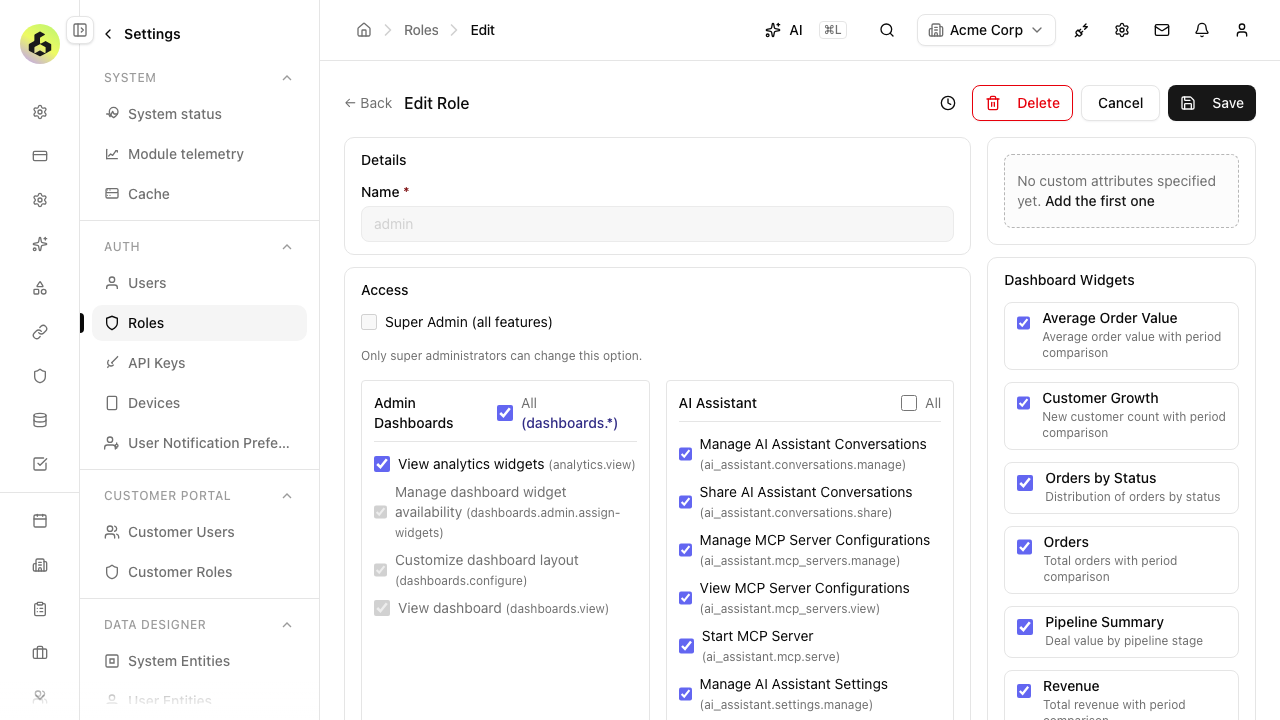 Settings
Roles
Edit
AI
⌘L
Acme Corp
SYSTEM
System status
Module telemetry
Cache
AUTH
Users
Roles
API Keys
Devices
User Notification Prefe...
CUSTOMER PORTAL
Customer Users
Customer Roles
DATA DESIGNER
System Entities
User Entities
← Back
Edit Role
Delete
Cancel
Save
Details
Name *
admin
Access
Super Admin (all features)
Only super administrators can change this option.
Admin
Dashboards
All
(dashboards.*)
View analytics widgets (analytics.view)
Manage dashboard widget
availability (dashboards.admin.assign-
widgets)
Customize dashboard layout
(dashboards.configure)
View dashboard (dashboards.view)
AI Assistant
All
Manage AI Assistant Conversations
(ai_assistant.conversations.manage)
Share AI Assistant Conversations
(ai_assistant.conversations.share)
Manage MCP Server Configurations
(ai_assistant.mcp_servers.manage)
View MCP Server Configurations
(ai_assistant.mcp_servers.view)
Start MCP Server
(ai_assistant.mcp.serve)
Manage AI Assistant Settings
(ai_assistant.settings.manage)
No custom attributes specified
yet. Add the first one
Dashboard Widgets
Average Order Value
Average order value with period
comparison
Customer Growth
New customer count with period
comparison
Orders by Status
Distribution of orders by status
Orders
Total orders with period
comparison
Pipeline Summary
Deal value by pipeline stage
Revenue
Total revenue with period
comparison